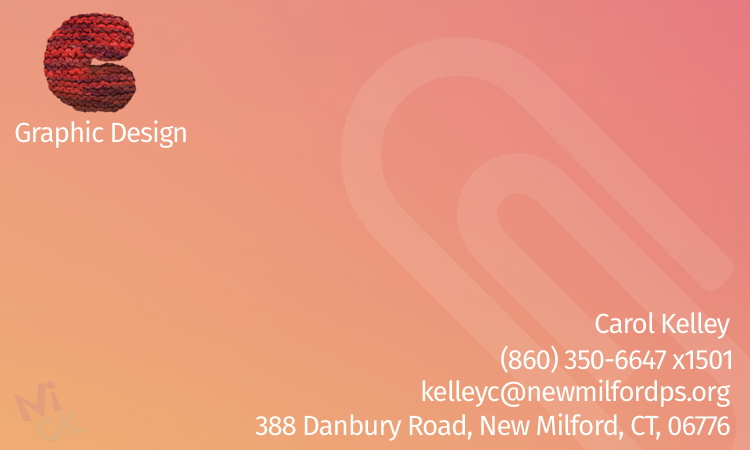 C
Graphic Design
Carol Kelley
(860) 350-6647 x1501
kelleyc@newmilfordps.org
388 Danbury Road, New Milford, CT, 06776